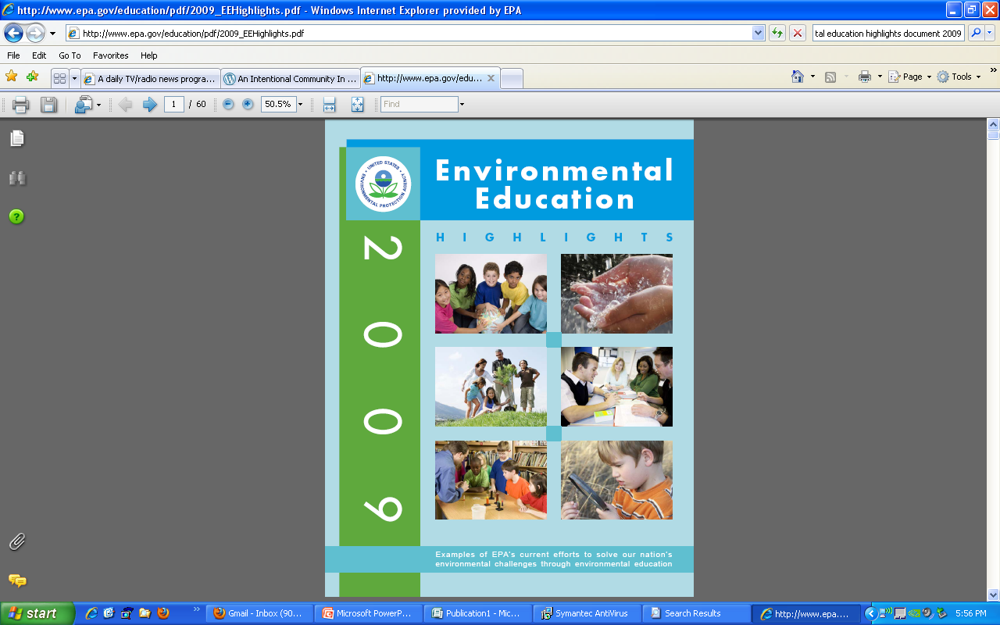 http://www.epa.gov/education/pdf/2009_EEHighlights.pdf - Windows Internet Explorer provided by EPA
http://www.epa.gov/education/pdf/2009_EEHighlights.pdf
tal education highlights document 2009
File Edit Go To Favorites Help
A daily TV/radio news progra...
An Intentional Community In ...
http://www.epa.gov/edu...
Page
Tools
1 / 60
50.5%
Find
UNITED STATES
ENVIRONMENTAL PROTECTION AGENCY
Environmental
Education
HIGHLIGHTS
2009
Examples of EPA's current efforts to solve our nation's
environmental challenges through environmental education
start
Gmail - Inbox (90...
Microsoft PowerP...
Publication1 - Mic...
Symantec AntiVirus
Search Results
http://www.epa....
5:56 PM